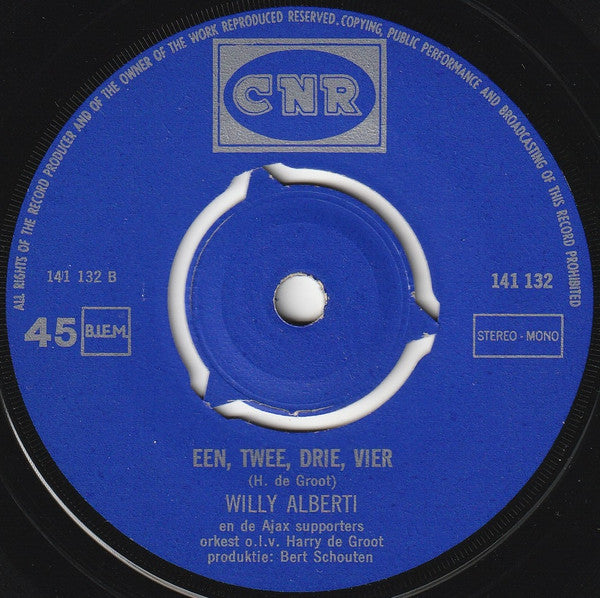 ALL RIGHTS OF THE RECORD PRODUCER AND OF THE OWNER OF THE WORK REPRODUCED RESERVED. COPYING, PUBLIC PERFORMANCE AND BROADCASTING OF THIS RECORD PROHIBITED
CNR
141 132 B
141 132
45
B.I.E.M.
STEREO - MONO
EEN, TWEE, DRIE, VIER
(H. de Groot)
WILLY ALBERTI
en de Ajax supporters
orkest o.l.v. Harry de Groot
produktie: Bert Schouten